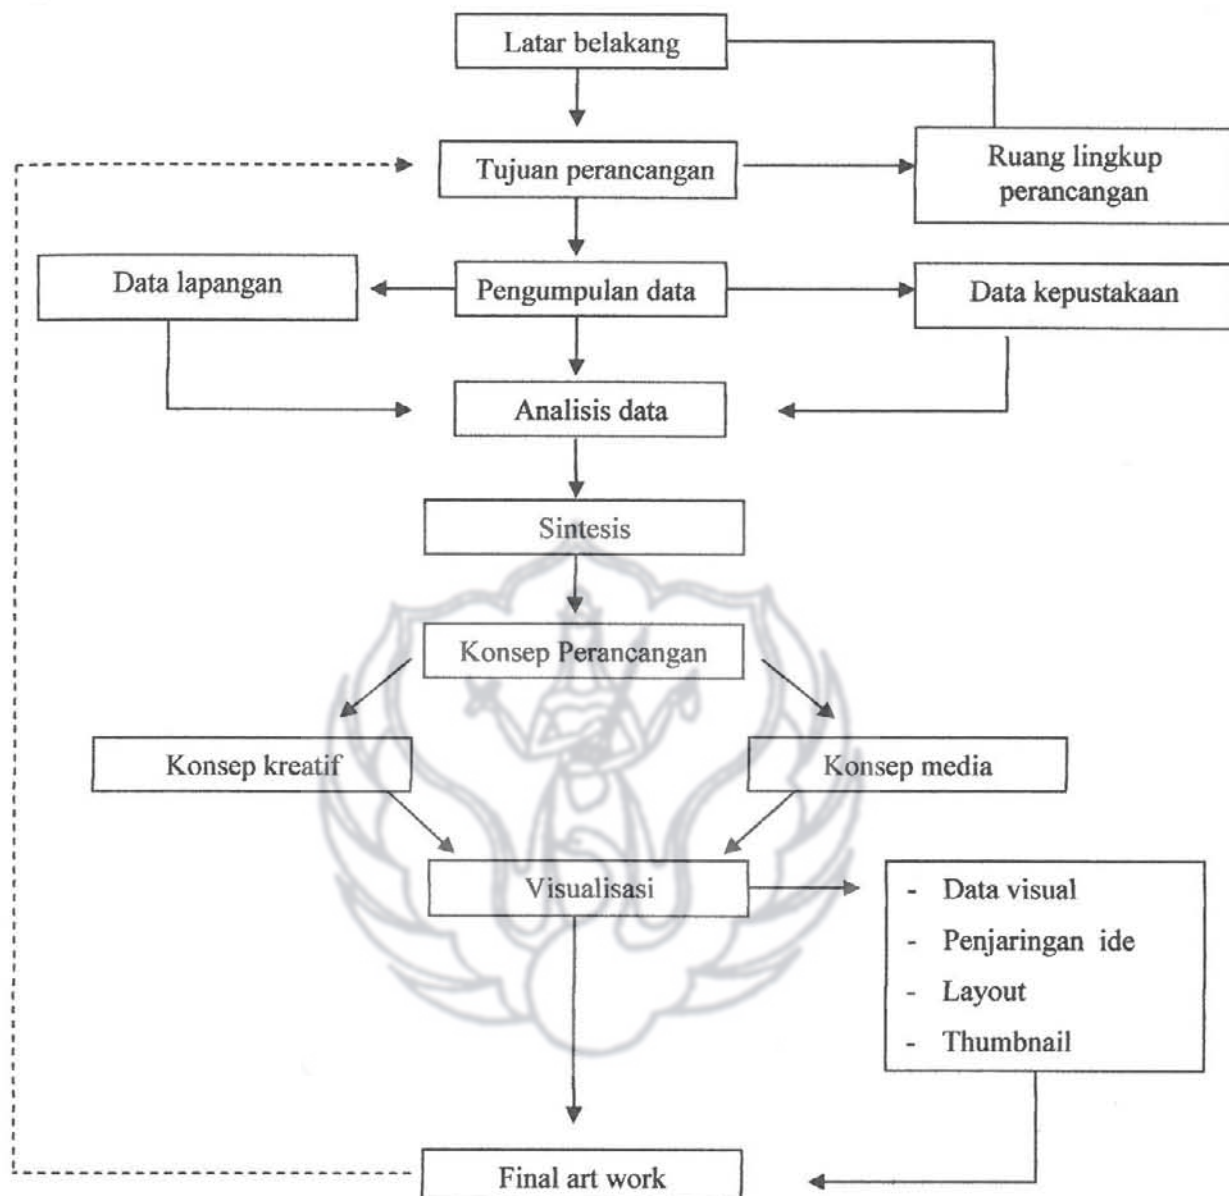 Latar belakang
Tujuan perancangan
Ruang lingkup
perancangan
Data lapangan
Pengumpulan data
Data kepustakaan
Analisis data
Sintesis
Konsep Perancangan
Konsep kreatif
Konsep media
Visualisasi
- Data visual
- Penjaringan ide
- Layout
- Thumbnail
Final art work